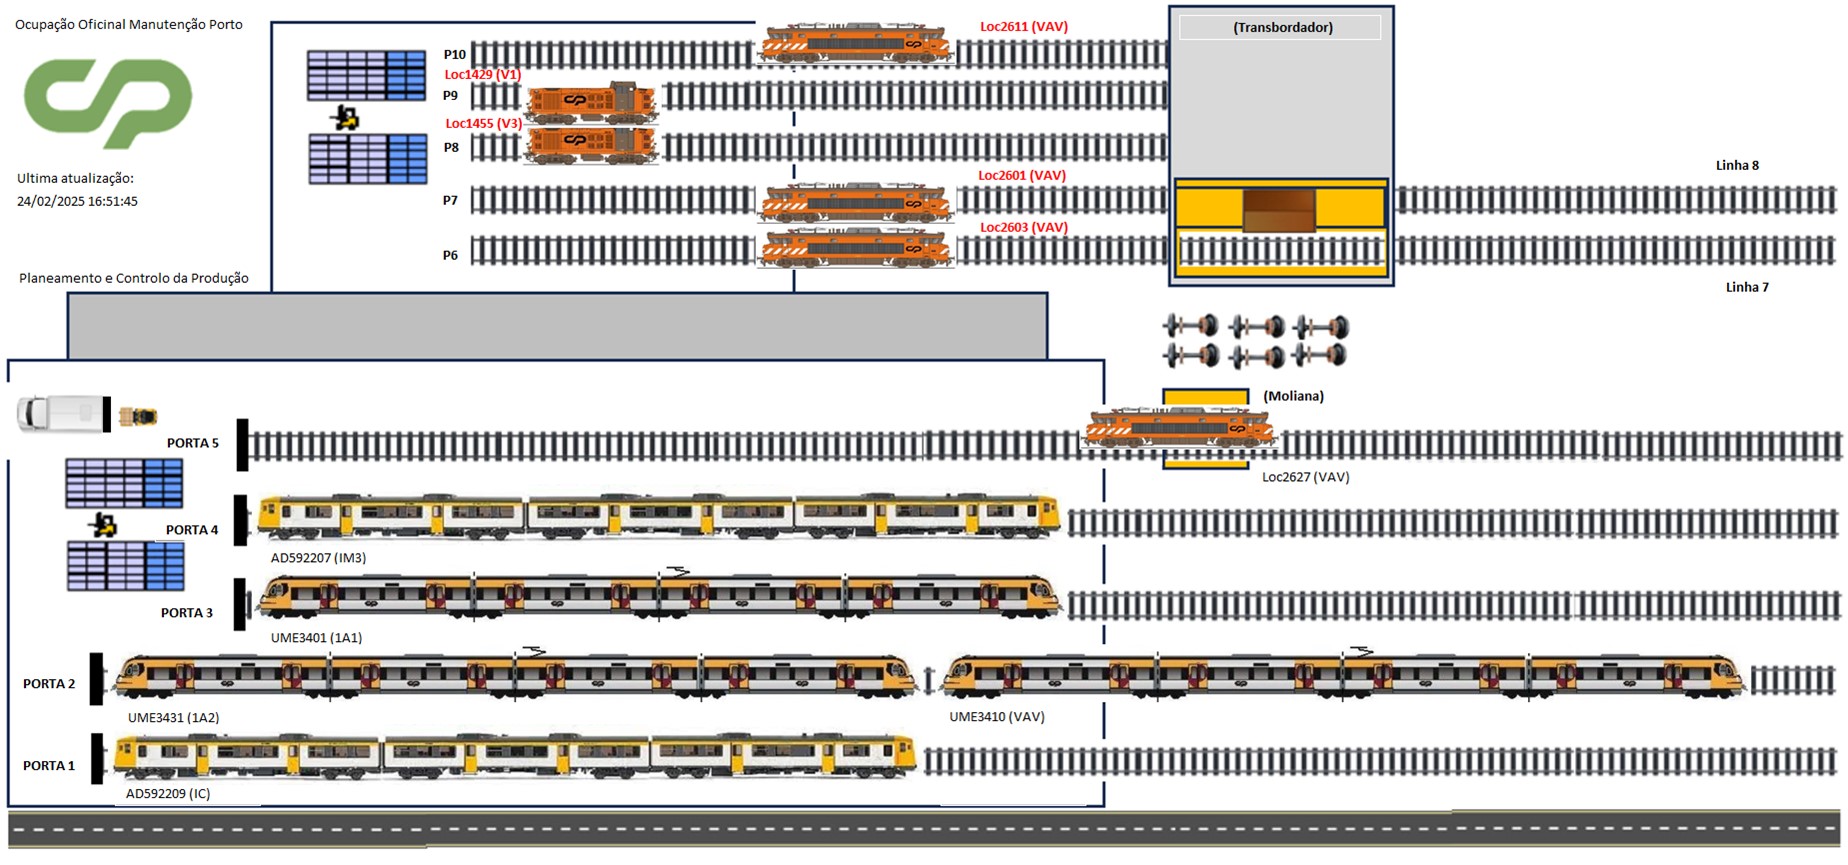 Ocupação Oficinal Manutenção Porto
CP
Ultima atualização:
24/02/2025 16:51:45
Planeamento e Controlo da Produção
P10
Loc2611 (VAV)
(Transbordador)
Loc1429 (V1)
P9
Loc1455 (V3)
P8
Loc2601 (VAV)
P7
Linha 8
Loc2603 (VAV)
P6
Linha 7
(Moliana)
PORTA 5
Loc2627 (VAV)
PORTA 4
AD592207 (IM3)
PORTA 3
UME3401 (1A1)
PORTA 2
UME3431 (1A2)
UME3410 (VAV)
PORTA 1
AD592209 (IC)